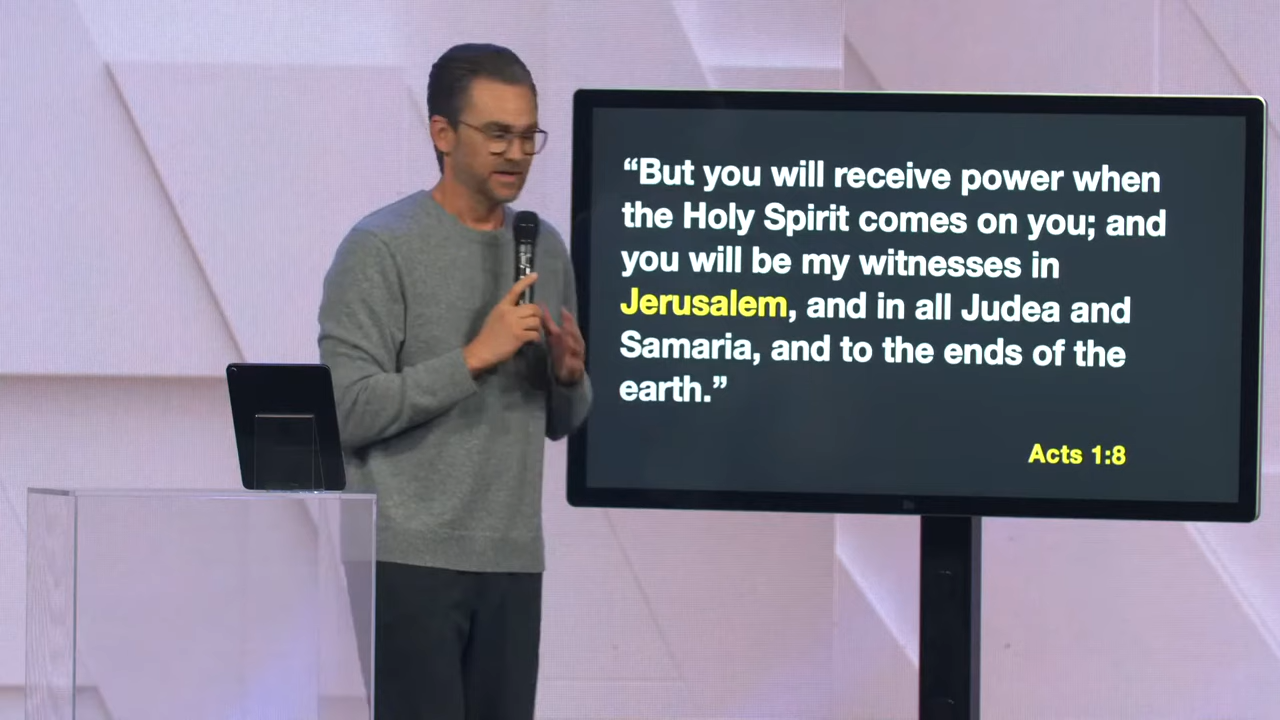 “But you will receive power when
the Holy Spirit comes on you; and
you will be my witnesses in
Jerusalem, and in all Judea and
Samaria, and to the ends of the
earth.”
Acts 1:8